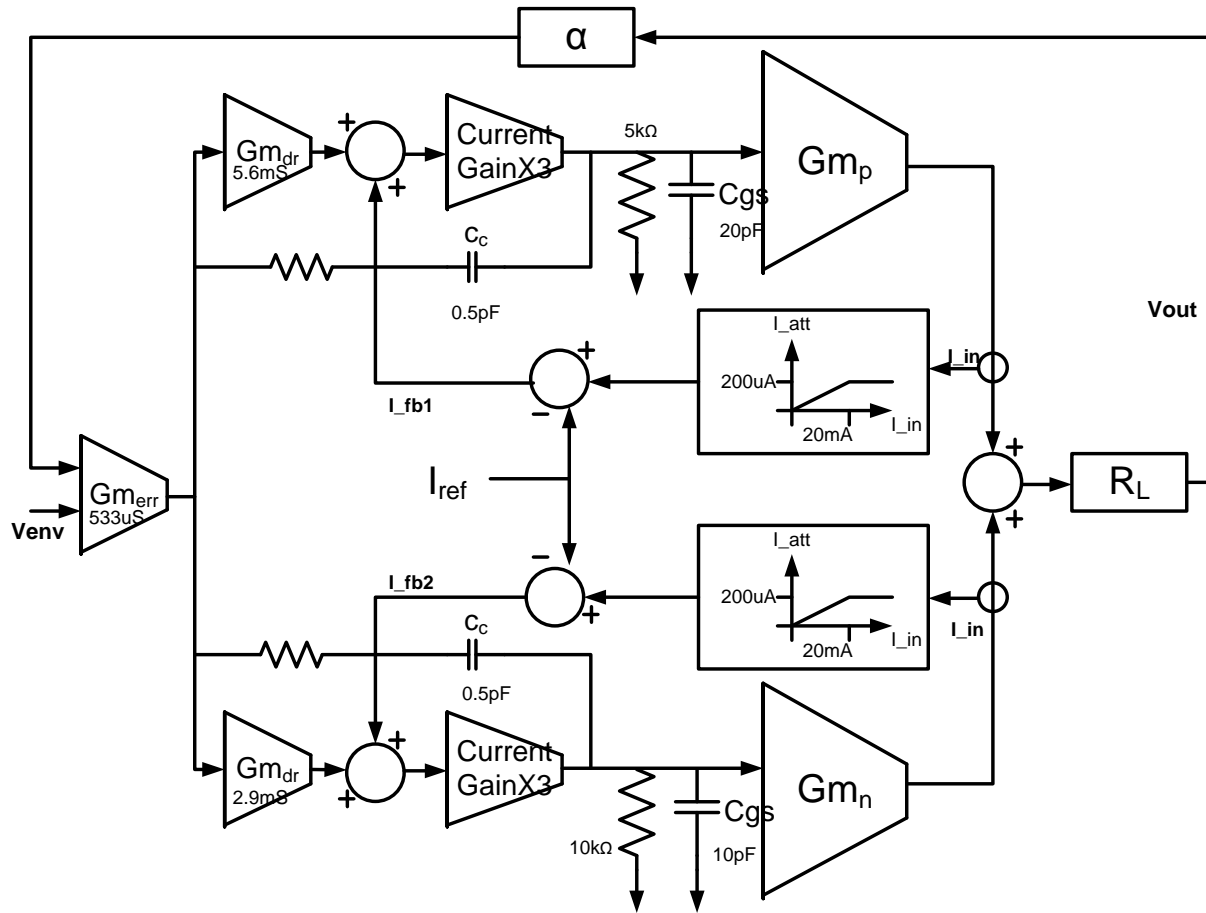 α
Gm_dr
5.6mS
+
+
Current
GainX3
5kΩ
Cgs
20pF
Gm_p
C_c
0.5pF
Vout
I_att
200uA
20mA
I_in
I_in
+
−
I_fb1
Gm_err
533uS
Venv
I_ref
+
+
R_L
−
+
I_fb2
I_att
200uA
20mA
I_in
I_in
C_c
0.5pF
Gm_dr
2.9mS
+
+
Current
GainX3
10kΩ
Cgs
10pF
Gm_n